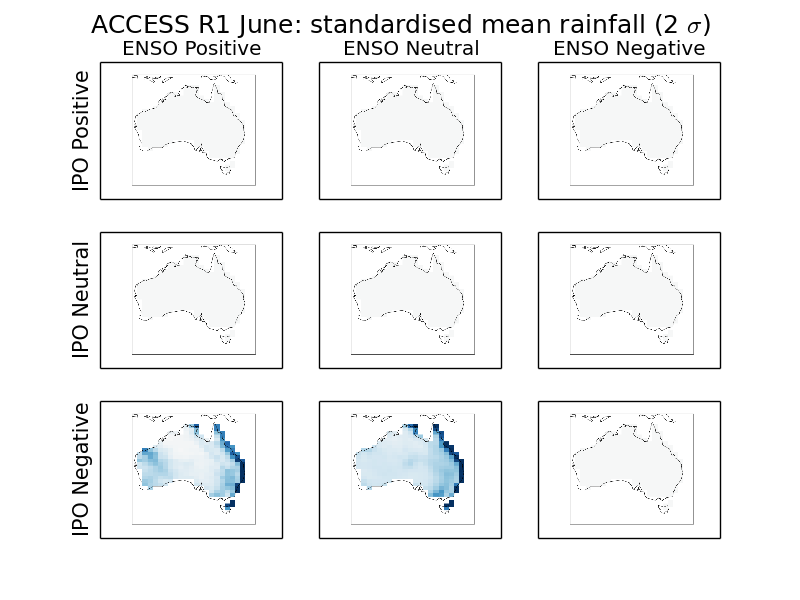 ACCESS R1 June: standardised mean rainfall (2 σ)
ENSO Positive ENSO Neutral ENSO Negative
IPO Positive
IPO Neutral
IPO Negative